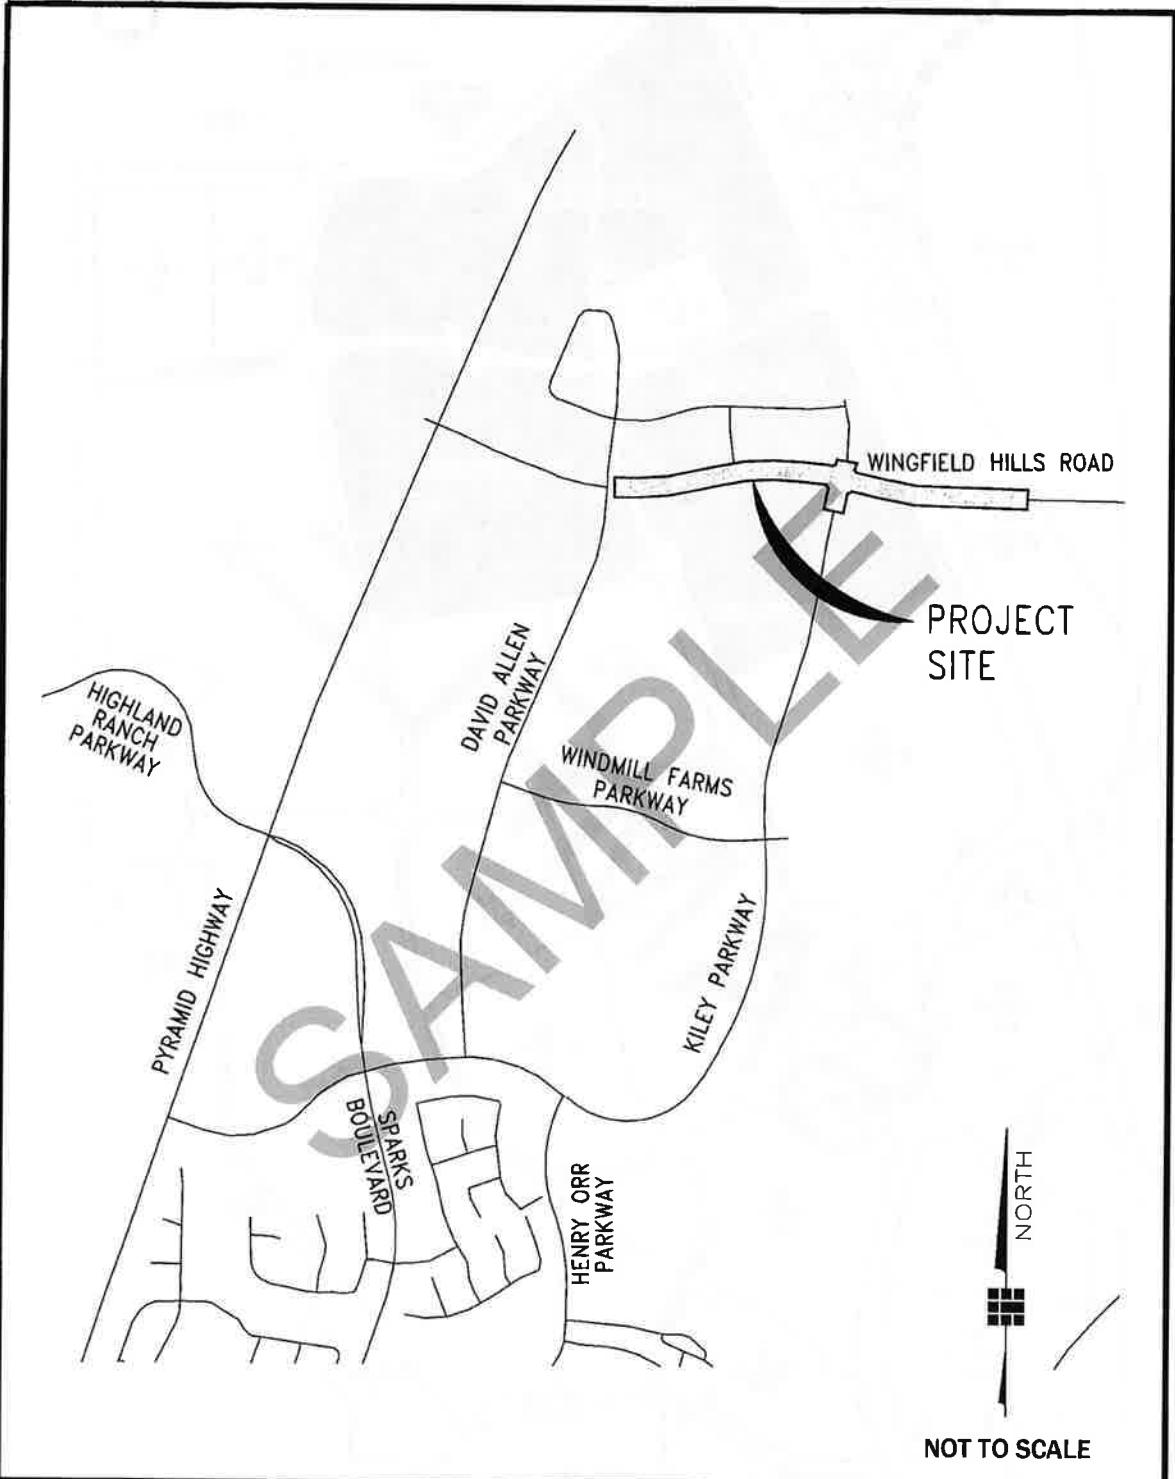 WINGFIELD HILLS ROAD
PROJECT
SITE
DAVID ALLEN
PARKWAY
HIGHLAND
RANCH
PARKWAY
WINDMILL FARMS
PARKWAY
SAMPLE
PYRAMID HIGHWAY
KILEY PARKWAY
SPARKS
BOULEVARD
HENRY ORR
PARKWAY
NORTH
NOT TO SCALE